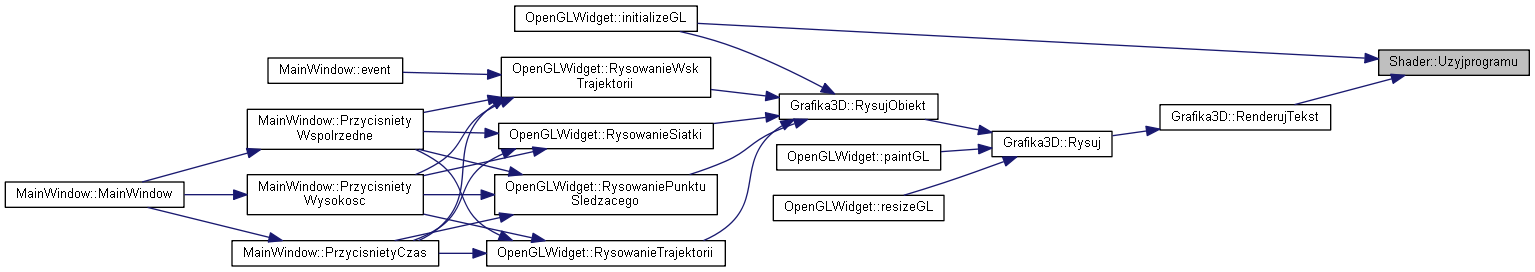 OpenGLWidget::initializeGL
MainWindow::event
OpenGLWidget::RysowanieWsk
Trajektorii
Shader::Uzyjprogramu
Grafika3D::RysujObiekt
Grafika3D::RenderujTekst
MainWindow::Przycisniety
Wspolrzedne
OpenGLWidget::RysowanieSiatki
Grafika3D::Rysuj
OpenGLWidget::paintGL
MainWindow::MainWindow
MainWindow::Przycisniety
Wysokosc
OpenGLWidget::RysowaniePunktu
Sledzacego
OpenGLWidget::resizeGL
MainWindow::PrzycisnietyCzas
OpenGLWidget::RysowanieTrajektorii